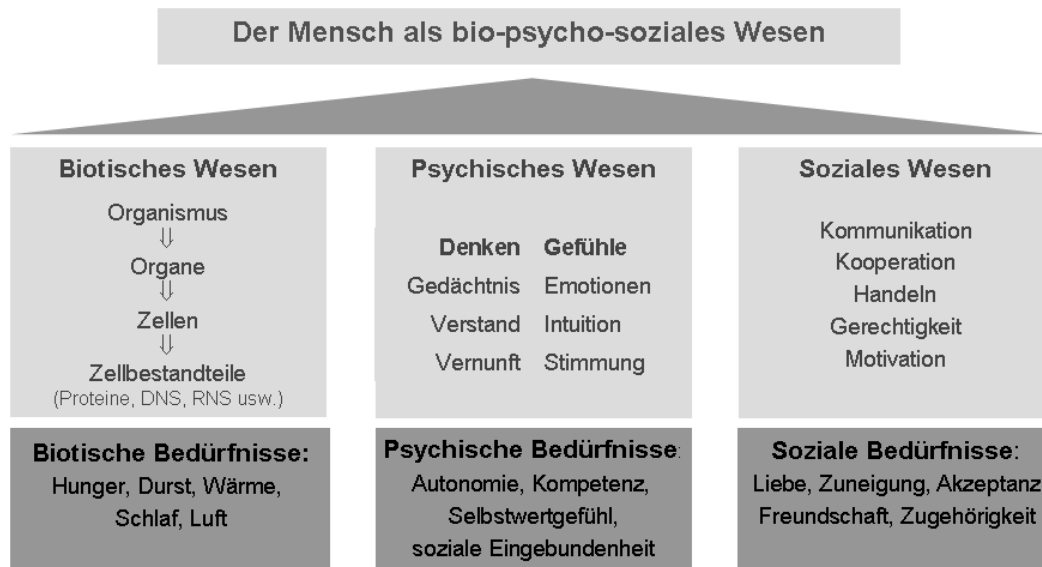 Der Mensch als bio-psycho-soziales Wesen
Biotisches Wesen
Organismus
⇓
Organe
⇓
Zellen
⇓
Zellbestandteile
(Proteine, DNS, RNS usw.)
Biotische Bedürfnisse:
Hunger, Durst, Wärme,
Schlaf, Luft
Psychisches Wesen
Denken Gefühle
Gedächtnis Emotionen
Verstand Intuition
Vernunft Stimmung
Psychische Bedürfnisse:
Autonomie, Kompetenz,
Selbstwertgefühl,
soziale Eingebundenheit
Soziales Wesen
Kommunikation
Kooperation
Handeln
Gerechtigkeit
Motivation
Soziale Bedürfnisse:
Liebe, Zuneigung, Akzeptanz
Freundschaft, Zugehörigkeit